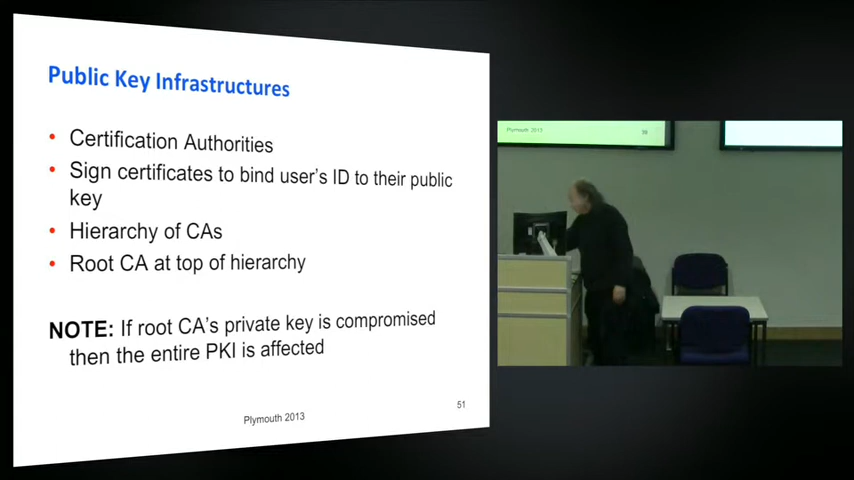 Public Key Infrastructures
• Certification Authorities
• Sign certificates to bind user's ID to their public
key
• Hierarchy of CAs
• Root CA at top of hierarchy
NOTE: If root CA's private key is compromised
then the entire PKI is affected
Plymouth 2013
51
Plymouth 2013